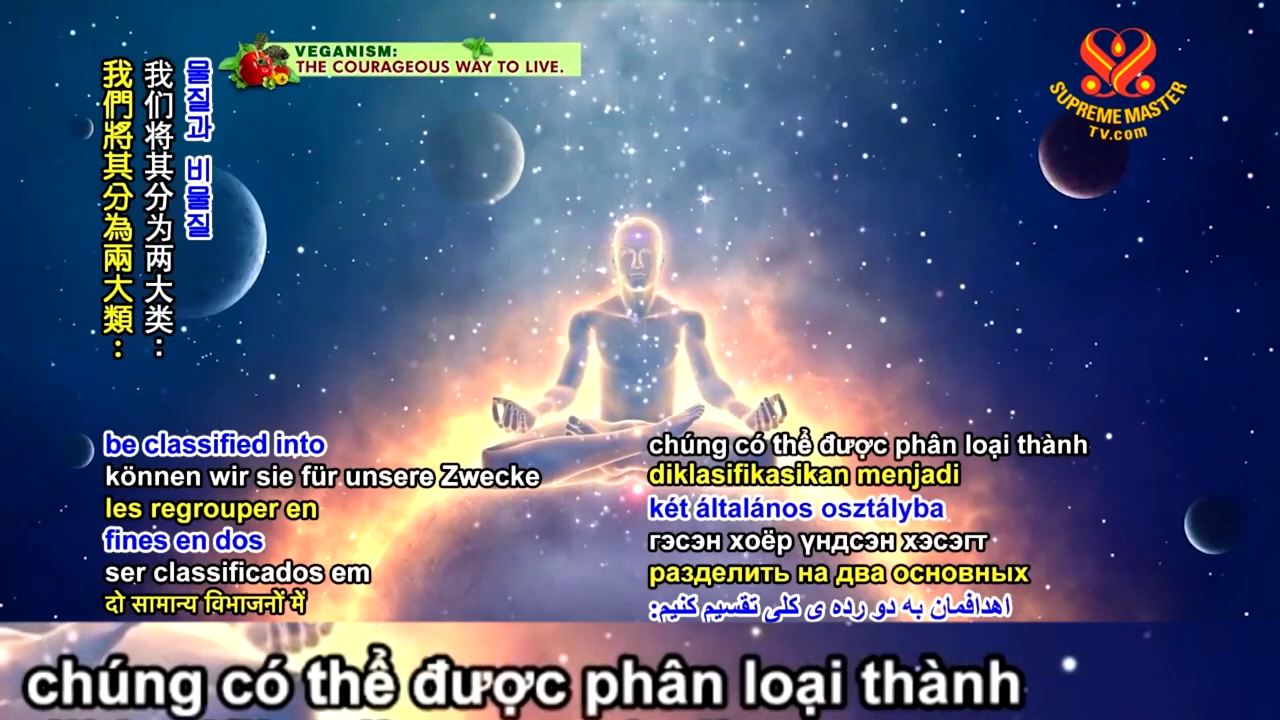 VEGANISM:
THE COURAGEOUS WAY TO LIVE.
SUPREME MASTER
TV.com
물질과 비물질
我们将其分为两大类：
我們將其分為兩大類：
be classified into
können wir sie für unsere Zwecke
les regrouper en
fines en dos
ser classificados em
दो सामान्य विभाजनों में
chúng có thể được phân loại thành
diklasifikasikan menjadi
két általános osztályba
гэсэн хоёр үндсэн хэсэгт
разделить на два основных
اهدافمان به دو رده ی کلی تقسیم کنیم:
chúng có thể được phân loại thành